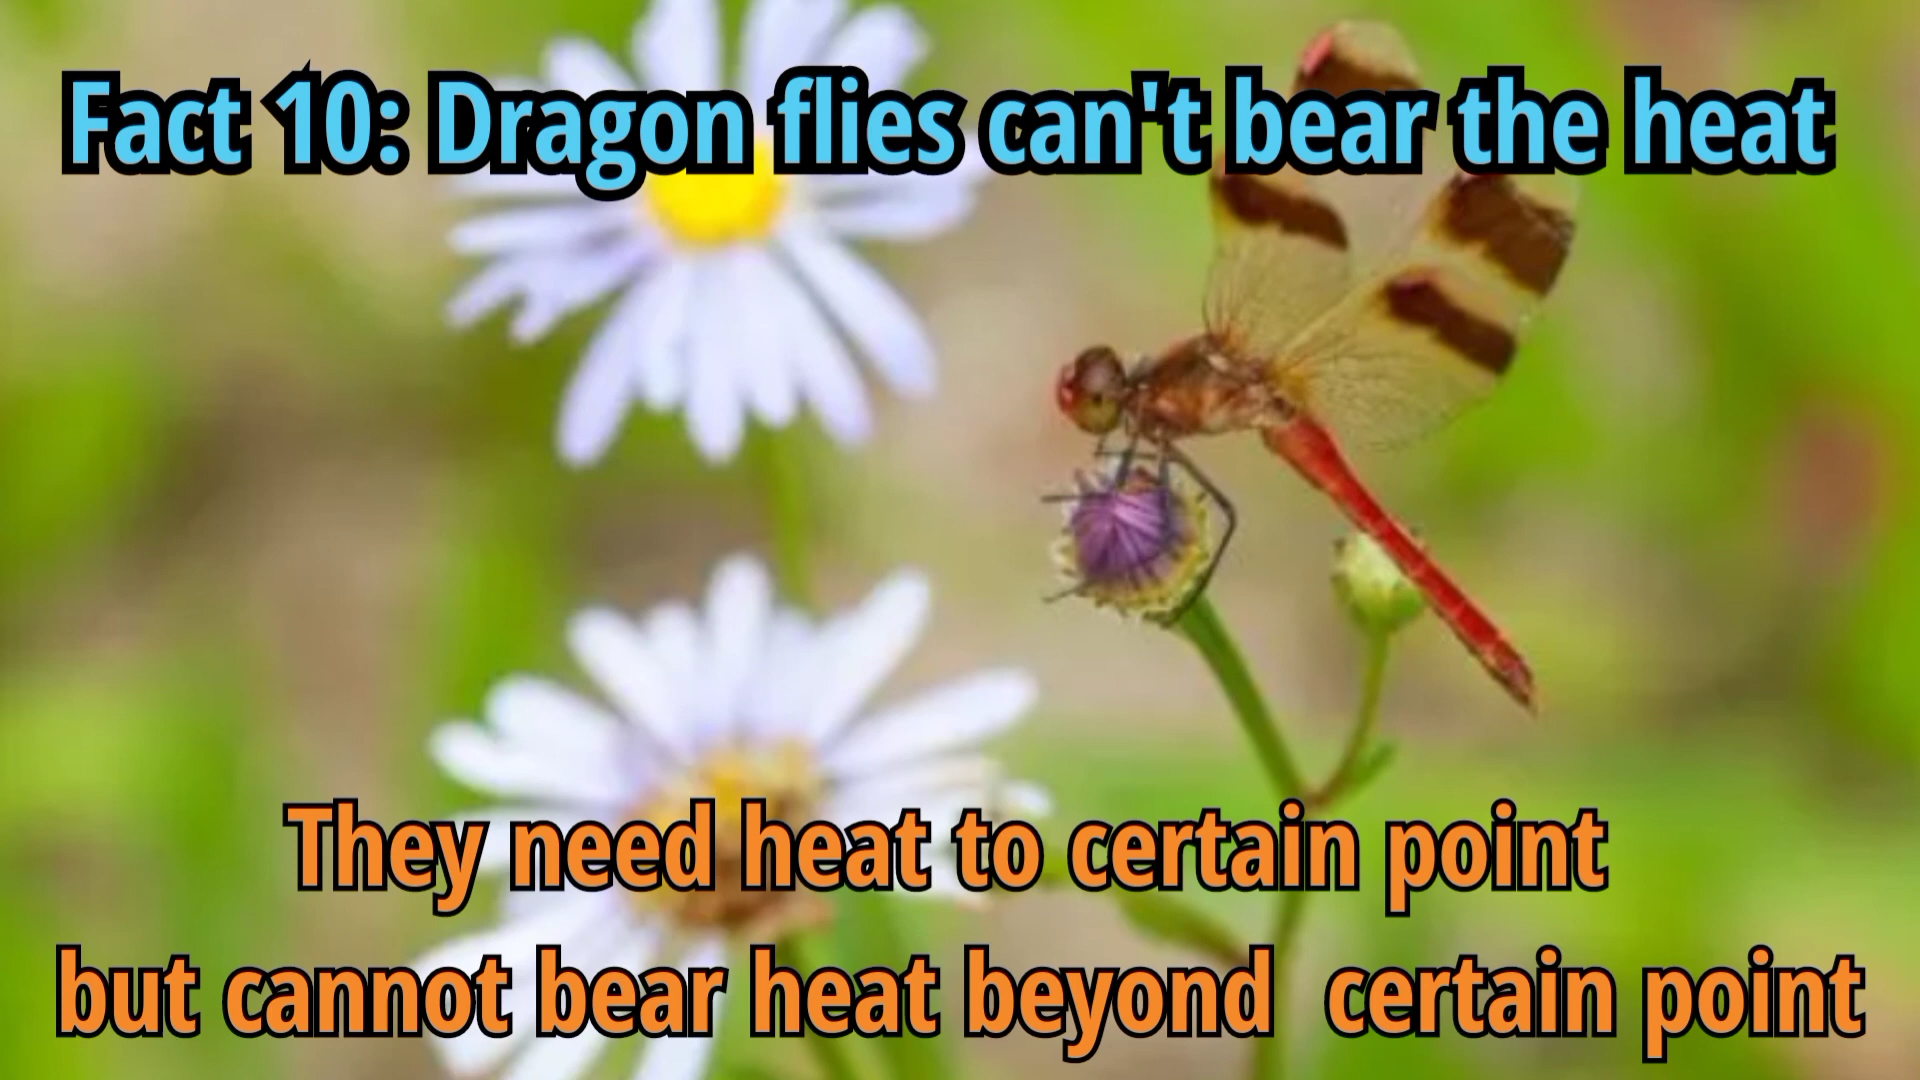 Fact 10: Dragon flies can't bear the heat
They need heat to certain point
but cannot bear heat beyond  certain point